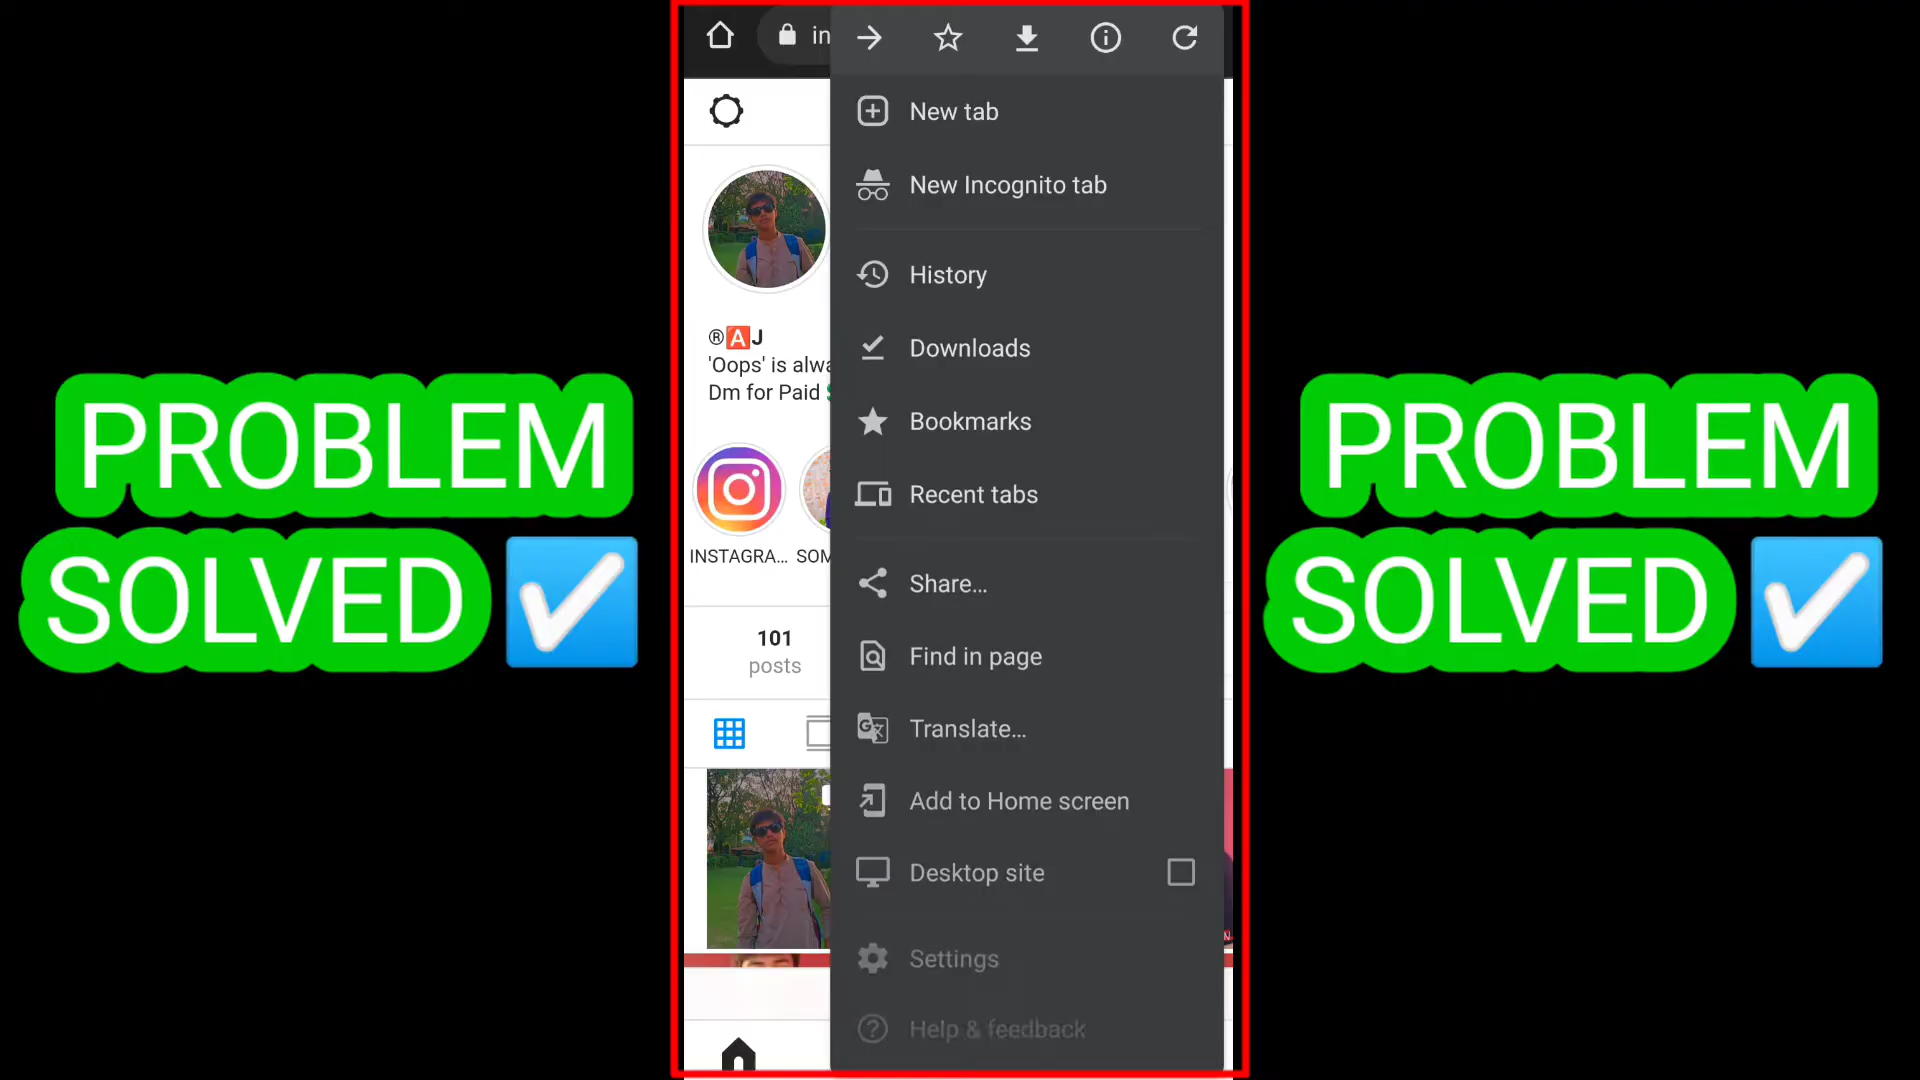 in
New tab
New Incognito tab
History
®🅰J
'Oops' is alwa
Dm for Paid
Downloads
Bookmarks
Recent tabs
INSTAGRA... SOM
Share...
101
posts
Find in page
Translate...
Add to Home screen
Desktop site
Settings
Help & feedback
PROBLEM
SOLVED ✅
PROBLEM
SOLVED ✅